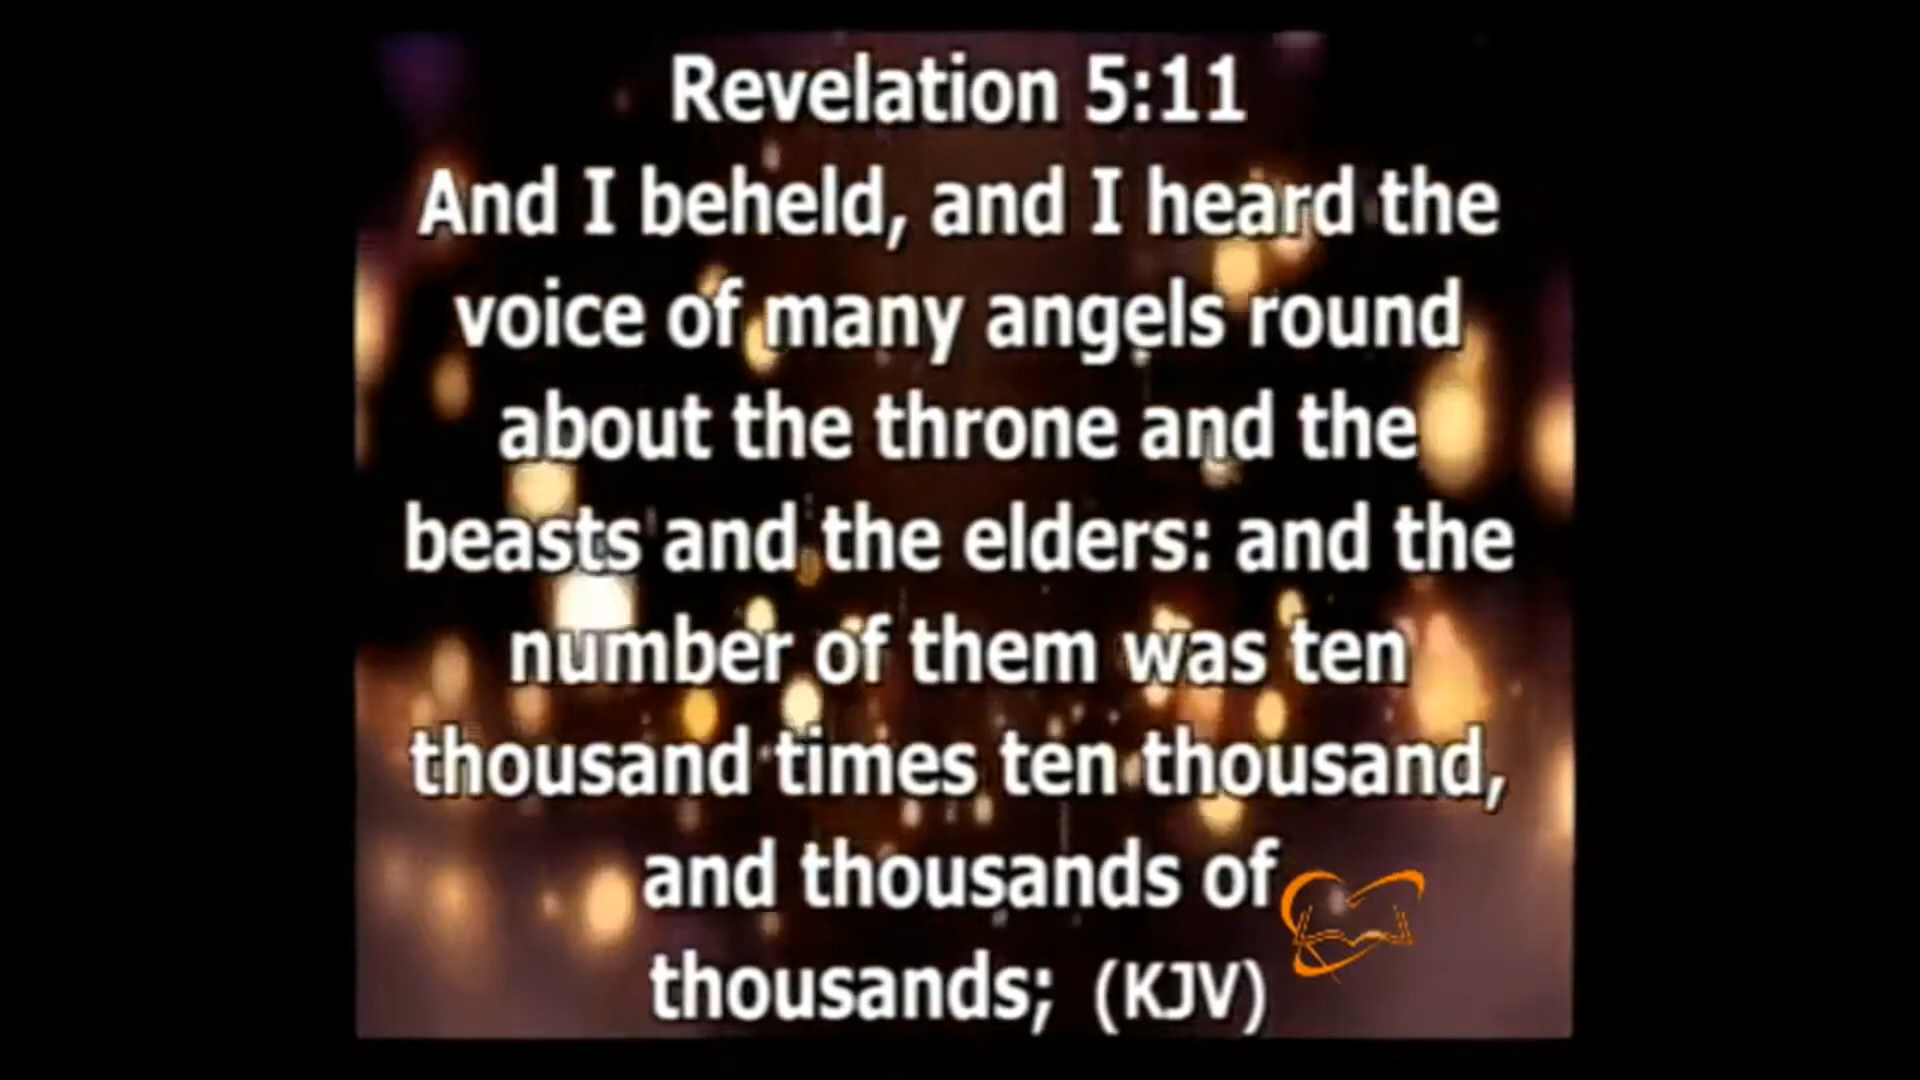 Revelation 5:11
And I beheld, and I heard the
voice of many angels round
about the throne and the
beasts and the elders: and the
number of them was ten
thousand times ten thousand,
and thousands of
thousands; (KJV)